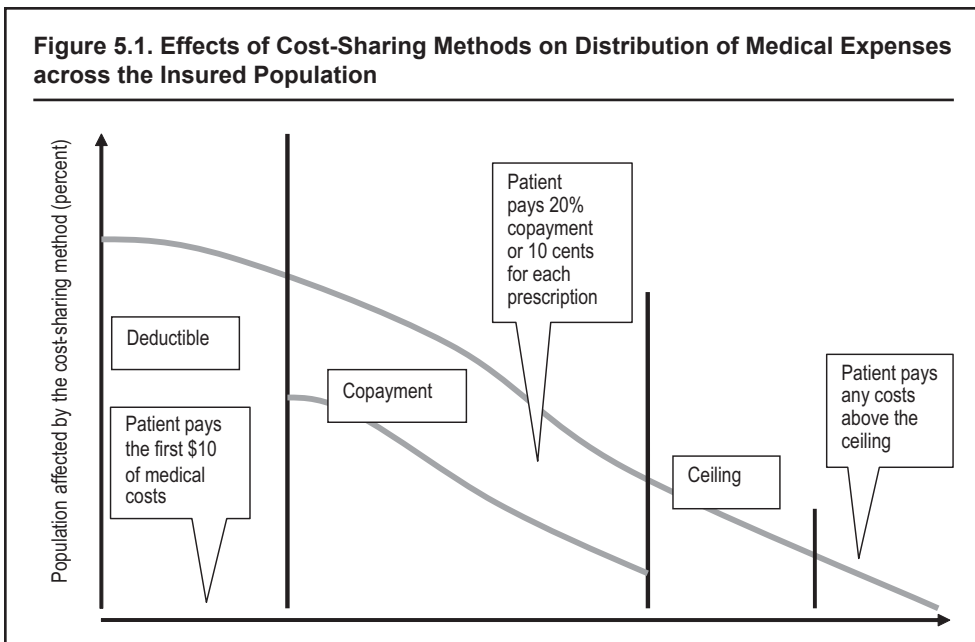 Figure 5.1. Effects of Cost-Sharing Methods on Distribution of Medical Expenses
across the Insured Population
Population affected by the cost-sharing method (percent)
Deductible
Patient pays
the first $10
of medical
costs
Copayment
Patient
pays 20%
copayment
or 10 cents
for each
prescription
Ceiling
Patient pays
any costs
above the
ceiling